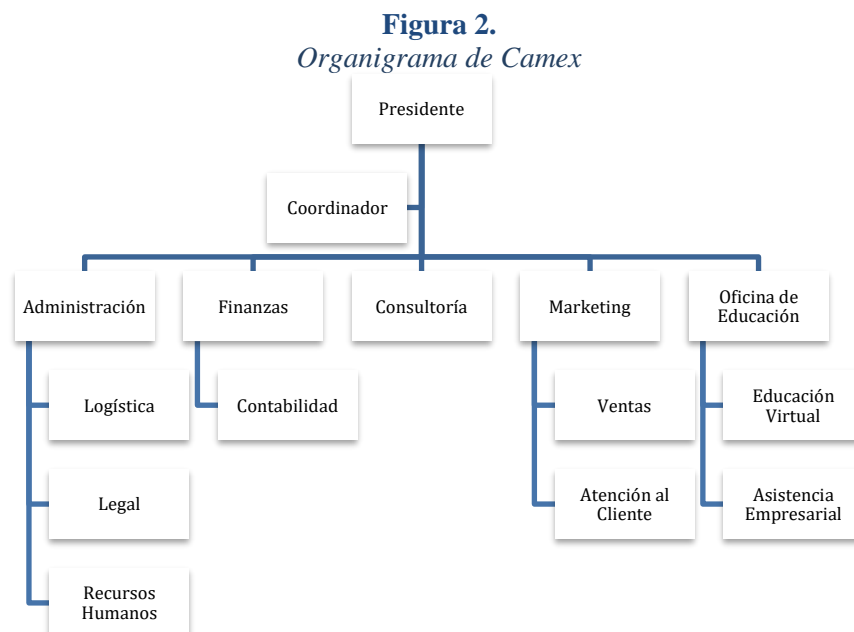 Figura 2.
Organigrama de Camex
Presidente
Coordinador
Administración
Finanzas
Consultoría
Marketing
Oficina de
Educación
Logística
Contabilidad
Ventas
Educación
Virtual
Legal
Atención al
Cliente
Asistencia
Empresarial
Recursos
Humanos